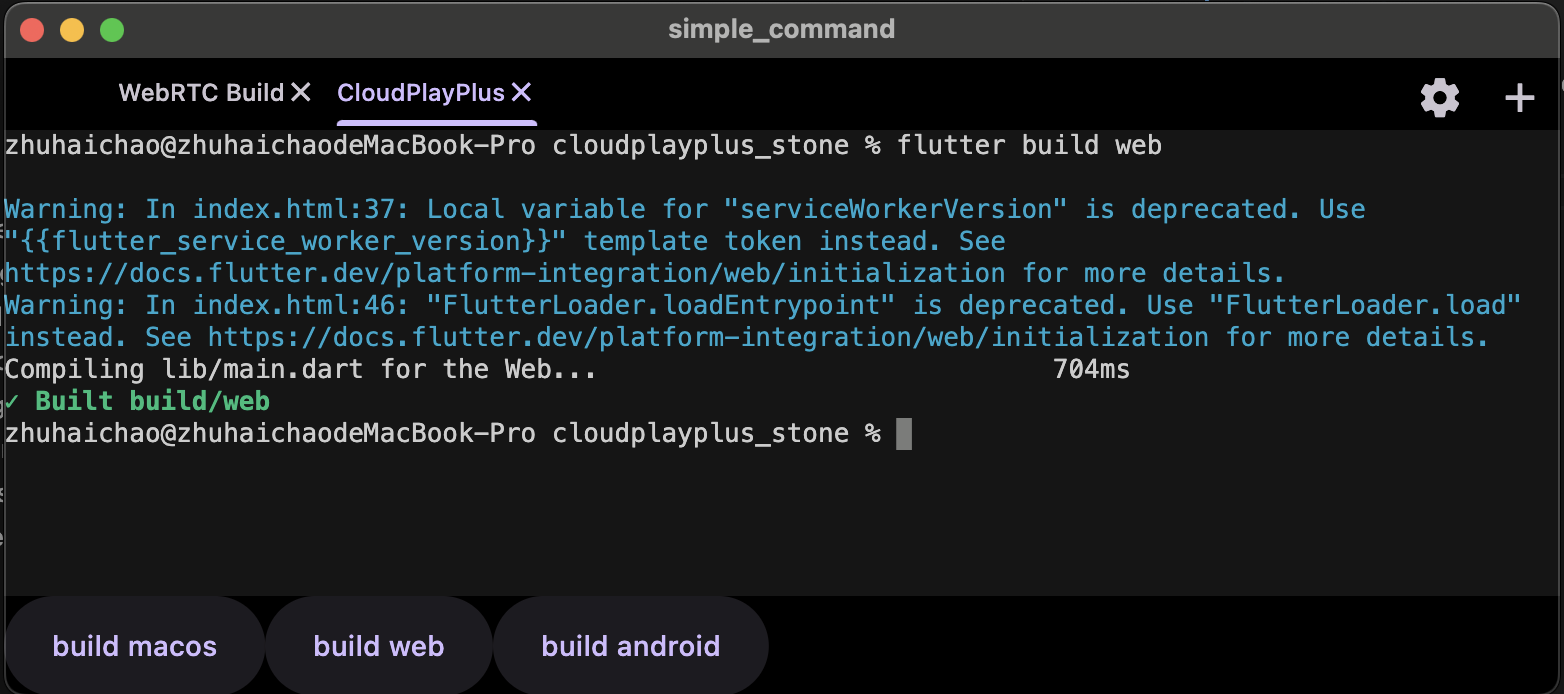 simple_command
WebRTC Build CloudPlayPlus
zhuhaichao@zhuhaichaodeMacBook-Pro cloudplayplus_stone % flutter build web
Warning: In index.html:37: Local variable for "serviceWorkerVersion" is deprecated. Use
"{{flutter_service_worker_version}}" template token instead. See
https://docs.flutter.dev/platform-integration/web/initialization for more details.
Warning: In index.html:46: "FlutterLoader.loadEntrypoint" is deprecated. Use "FlutterLoader.load"
instead. See https://docs.flutter.dev/platform-integration/web/initialization for more details.
Compiling lib/main.dart for the Web... 704ms
✓ Built build/web
zhuhaichao@zhuhaichaodeMacBook-Pro cloudplayplus_stone %
build macos build web build android